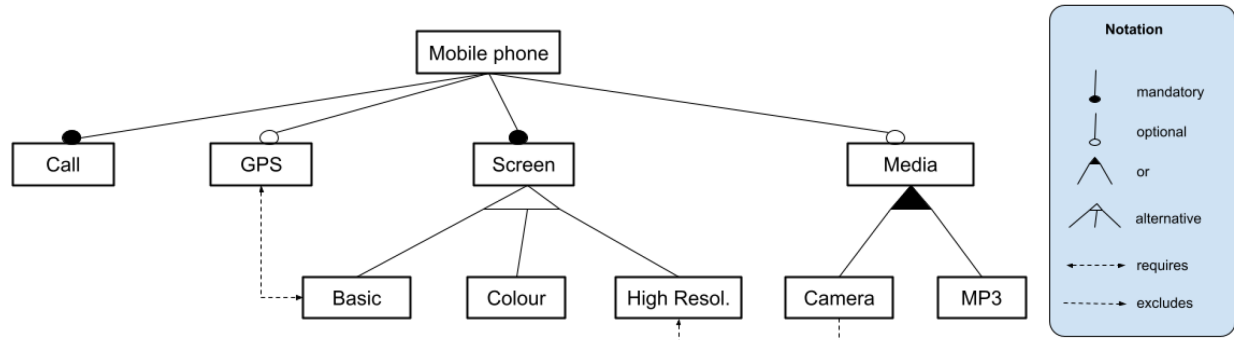 Mobile phone
Notation
mandatory
optional
or
alternative
requires
excludes
Call
GPS
Screen
Media
Basic
Colour
High Resol.
Camera
MP3